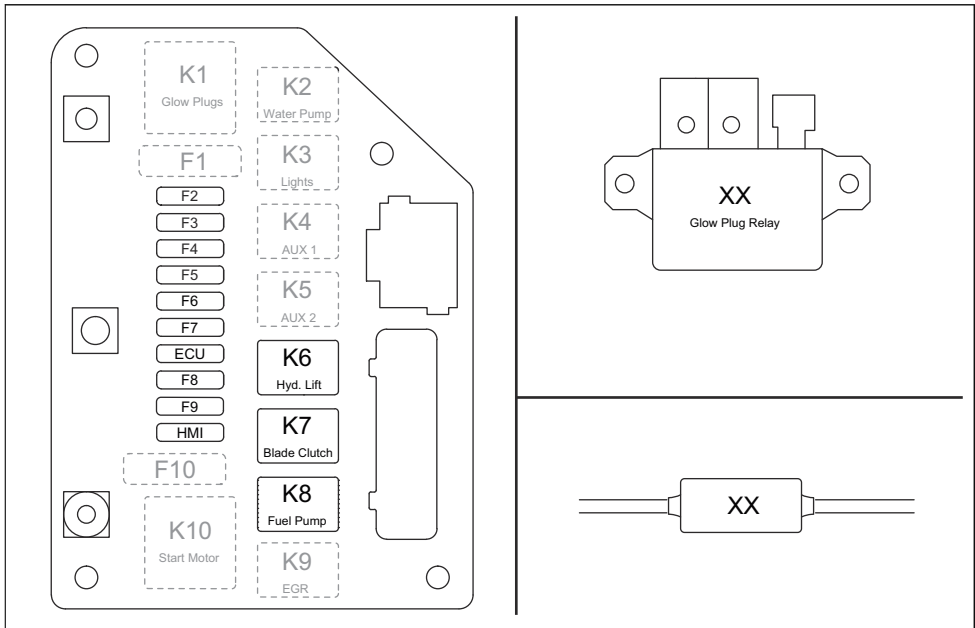 K1
Glow Plugs
F1
F2
F3
F4
F5
F6
F7
ECU
F8
F9
HMI
F10
K10
Start Motor
K2
Water Pump
K3
Lights
K4
AUX 1
K5
AUX 2
K6
Hyd. Lift
K7
Blade Clutch
K8
Fuel Pump
K9
EGR
XX
Glow Plug Relay
XX